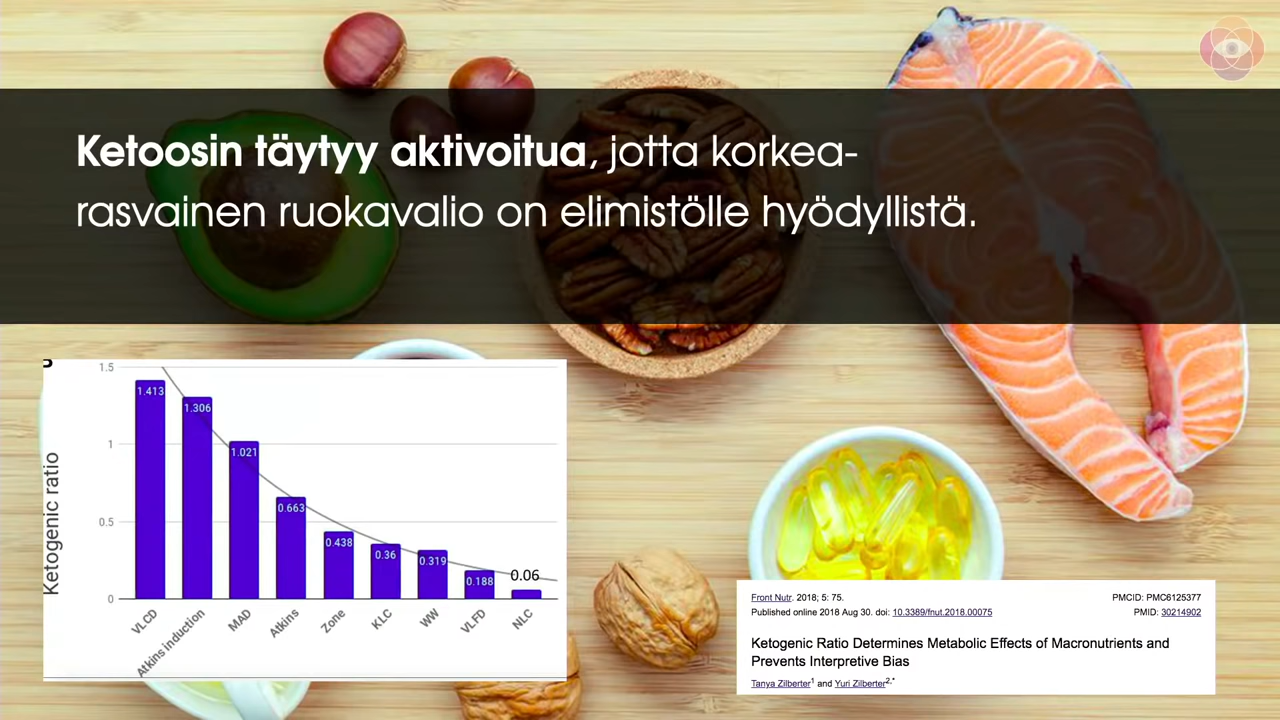 Ketoosin täytyy aktivoitua, jotta korkea-
rasvainen ruokavalio on elimistölle hyödyllistä.
Ketogenic ratio
1.5
1
0.5
0
1.413
1.306
1.021
0.663
0.438
0.36
0.319
0.188
0.06
VLCD
Atkins induction
MAD
Atkins
Zone
KLC
WW
VLFD
NLC
Front Nutr. 2018; 5: 75. PMCID: PMC6125377
Published online 2018 Aug 30. doi: 10.3389/fnut.2018.00075 PMID: 30214902
Ketogenic Ratio Determines Metabolic Effects of Macronutrients and
Prevents Interpretive Bias
Tanya Zilberter1 and Yuri Zilberter2,*